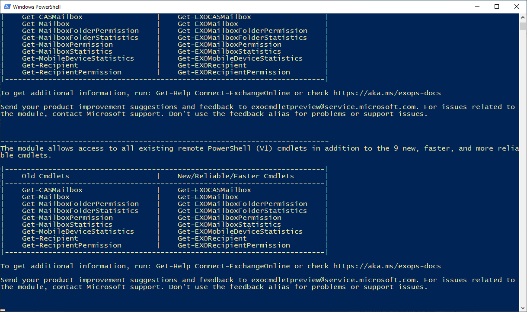 Windows PowerShell
| Get-CASMailbox | Get-EXOCASMailbox |
| Get-Mailbox | Get-EXOMailbox |
| Get-MailboxFolderPermission | Get-EXOMailboxFolderPermission |
| Get-MailboxFolderStatistics | Get-EXOMailboxFolderStatistics |
| Get-MailboxPermission | Get-EXOMailboxPermission |
| Get-MailboxStatistics | Get-EXOMailboxStatistics |
| Get-MobileDeviceStatistics | Get-EXOMobileDeviceStatistics |
| Get-Recipient | Get-EXORecipient |
| Get-RecipientPermission | Get-EXORecipientPermission |
|--------------------------------------------------------------------------|
To get additional information, run: Get-Help Connect-ExchangeOnline or check https://aka.ms/exops-docs
Send your product improvement suggestions and feedback to exocmdletpreview@service.microsoft.com. For issues related to
the module, contact Microsoft support. Don't use the feedback alias for problems or support issues.
----------------------------------------------------------------------------
The module allows access to all existing remote PowerShell (V1) cmdlets in addition to the 9 new, faster, and more relia
ble cmdlets.
|--------------------------------------------------------------------------|
| Old Cmdlets | New/Reliable/Faster Cmdlets |
|--------------------------------------------------------------------------|
| Get-CASMailbox | Get-EXOCASMailbox |
| Get-Mailbox | Get-EXOMailbox |
| Get-MailboxFolderPermission | Get-EXOMailboxFolderPermission |
| Get-MailboxFolderStatistics | Get-EXOMailboxFolderStatistics |
| Get-MailboxPermission | Get-EXOMailboxPermission |
| Get-MailboxStatistics | Get-EXOMailboxStatistics |
| Get-MobileDeviceStatistics | Get-EXOMobileDeviceStatistics |
| Get-Recipient | Get-EXORecipient |
| Get-RecipientPermission | Get-EXORecipientPermission |
|--------------------------------------------------------------------------|
To get additional information, run: Get-Help Connect-ExchangeOnline or check https://aka.ms/exops-docs
Send your product improvement suggestions and feedback to exocmdletpreview@service.microsoft.com. For issues related to
the module, contact Microsoft support. Don't use the feedback alias for problems or support issues.